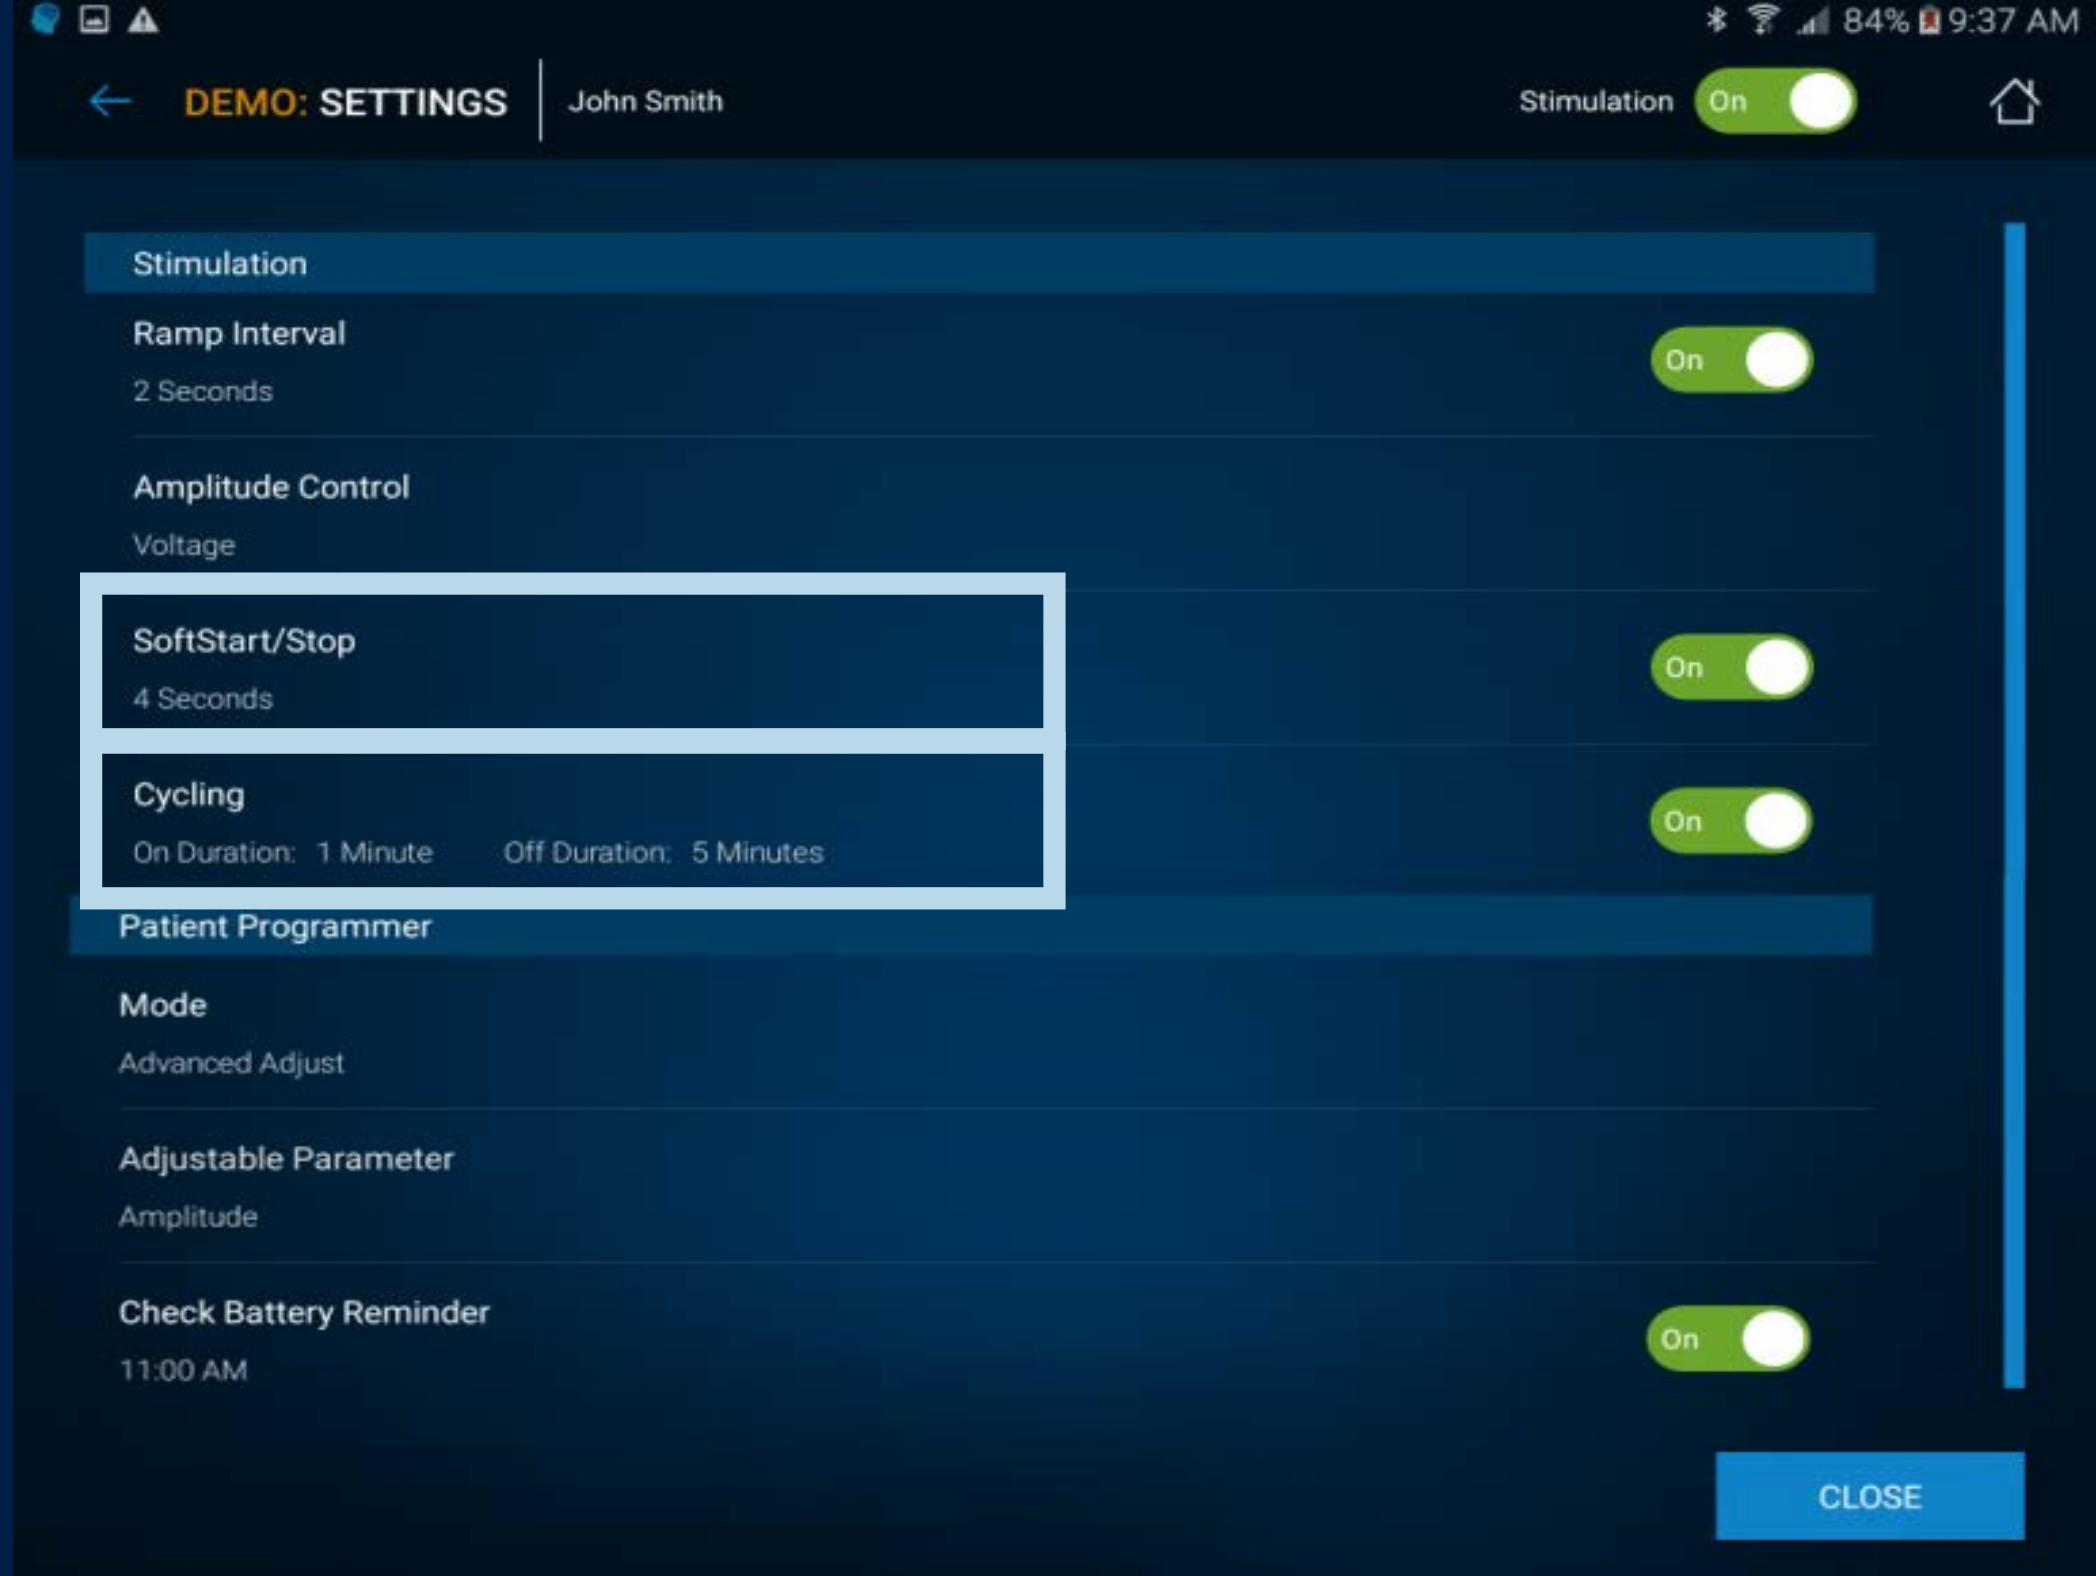 84% 9:37 AM
DEMO: SETTINGS John Smith Stimulation On
Stimulation
Ramp Interval
On
2 Seconds
Amplitude Control
Voltage
SoftStart/Stop
On
4 Seconds
Cycling
On
On Duration: 1 Minute Off Duration: 5 Minutes
Patient Programmer
Mode
Advanced Adjust
Adjustable Parameter
Amplitude
Check Battery Reminder
On
11:00 AM
CLOSE